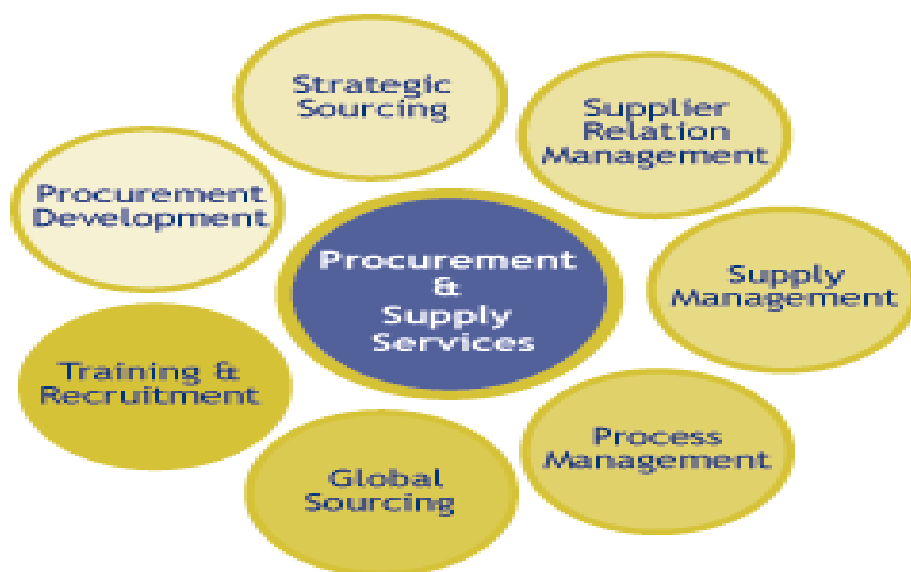 Strategic
Sourcing
Supplier
Relation
Management
Procurement
Development
Procurement
&
Supply
Services
Supply
Management
Training &
Recruitment
Process
Management
Global
Sourcing